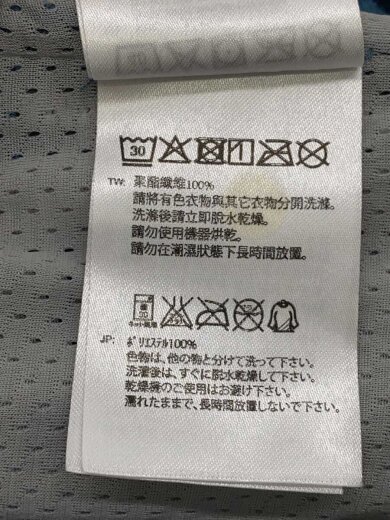 30
TW: 聚酯纖維100%
請將有色衣物與其它衣物分開洗滌。
洗滌後請立即脫水乾燥。
請勿使用機器烘乾。
請勿在潮濕狀態下長時間放置。
ネット使用
JP: ポリエステル100%
色物は、他の物と分けて洗って下さい。
洗濯後は、すぐに脱水乾燥して下さい。
乾燥機のご使用はお避け下さい。
濡れたままで、長時間放置しないで下さい。